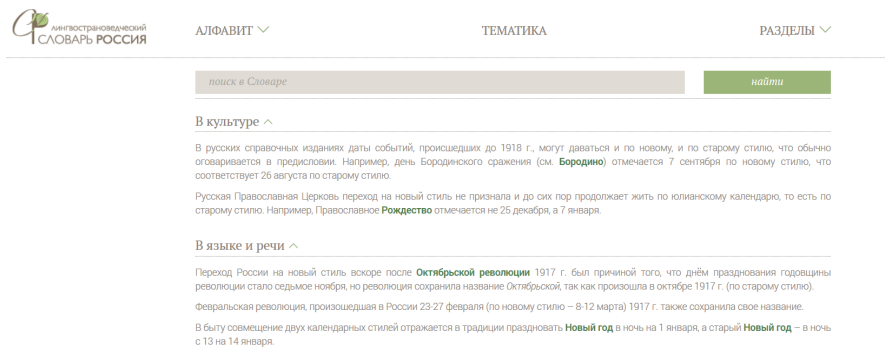 ЛИНГВОСТРАНОВЕДЧЕСКИЙ
СЛОВАРЬ РОССИЯ
АЛФАВИТ
ТЕМАТИКА
РАЗДЕЛЫ
поиск в Словаре
найти
В культуре
В русских справочных изданиях даты событий, происшедших до 1918 г., могут даваться и по новому, и по старому стилю, что обычно
оговаривается в предисловии. Например, день Бородинского сражения (см. Бородино) отмечается 7 сентября по новому стилю, что
соответствует 26 августа по старому стилю.
Русская Православная Церковь переход на новый стиль не признала и до сих пор продолжает жить по юлианскому календарю, то есть по
старому стилю. Например, Православное Рождество отмечается не 25 декабря, а 7 января.
В языке и речи
Переход России на новый стиль вскоре после Октябрьской революции 1917 г. был причиной того, что днём празднования годовщины
революции стало седьмое ноября, но революция сохранила название Октябрьской, так как произошла в октябре 1917 г. (по старому стилю).
Февральская революция, произошедшая в России 23-27 февраля (по новому стилю – 8-12 марта) 1917 г. также сохранила свое название.
В быту совмещение двух календарных стилей отражается в традиции праздновать Новый год в ночь на 1 января, а старый Новый год – в ночь
с 13 на 14 января.